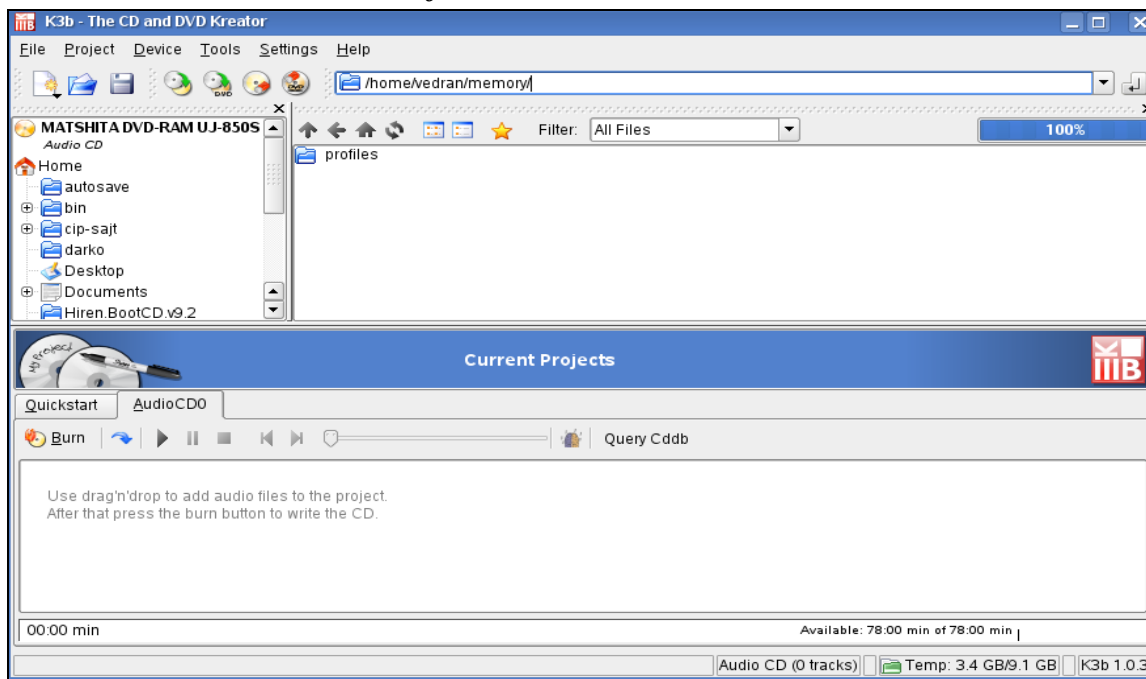 K3b - The CD and DVD Kreator
File Project Device Tools Settings Help
/home/vedran/memory/
MATSHITA DVD-RAM UJ-850S
Audio CD
Home
autosave
bin
cip-sajt
darko
Desktop
Documents
Hiren.BootCD.v9.2
Filter: All Files
100%
profiles
Current Projects
Quickstart AudioCD0
Burn Query Cddb
Use drag'n'drop to add audio files to the project.
After that press the burn button to write the CD.
00:00 min Available: 78:00 min of 78:00 min
Audio CD (0 tracks) Temp: 3.4 GB/9.1 GB K3b 1.0.3